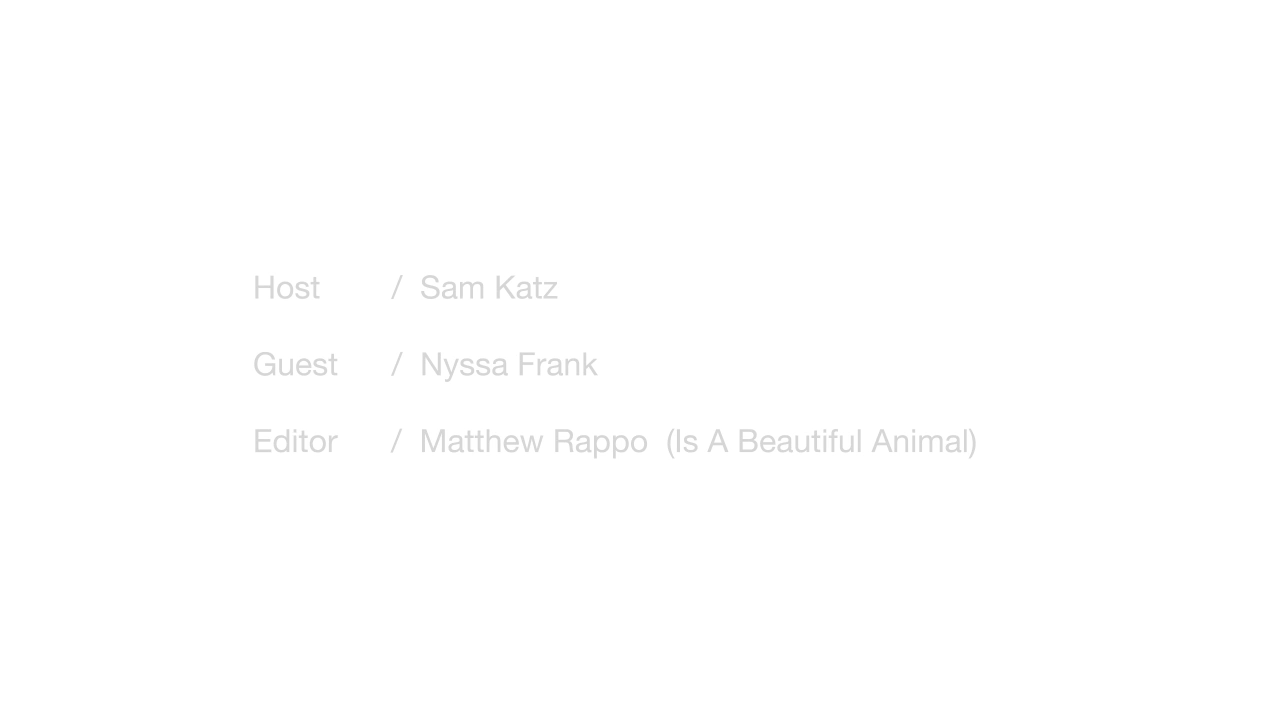 Host / Sam Katz
Guest / Nyssa Frank
Editor / Matthew Rappo (Is A Beautiful Animal)